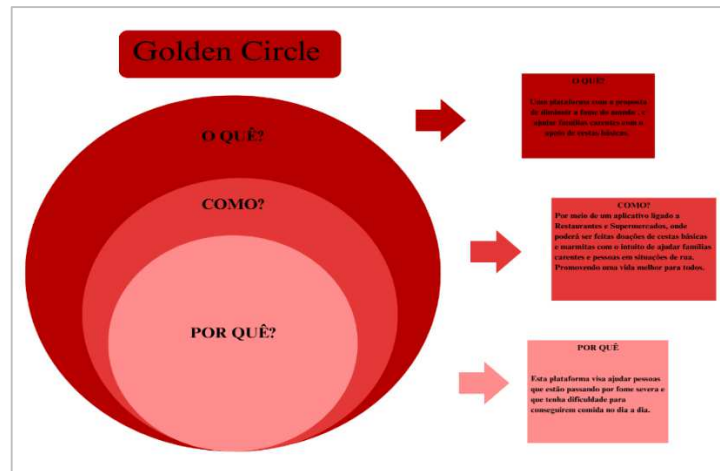 Golden Circle
O QUÊ?
COMO?
POR QUÊ?
O QUÊ?
Uma plataforma com o proposta
de diminuir a fome do mundo , e
ajudar famílias carentes com o
ajuda de cestas básicas.
COMO?
Por meio de um aplicativo ligado a
Restaurantes e Supermercados, onde
poderá ser feitas doações de cestas básicas
e marmitas com o intuito de ajudar famílias
carentes e pessoas em situações de rua.
Promovendo uma vida melhor para todos.
POR QUÊ
Esta plataforma visa ajudar pessoas
que estão passando por fome severa e
que tenha dificuldade para
conseguirem comida no dia a dia.